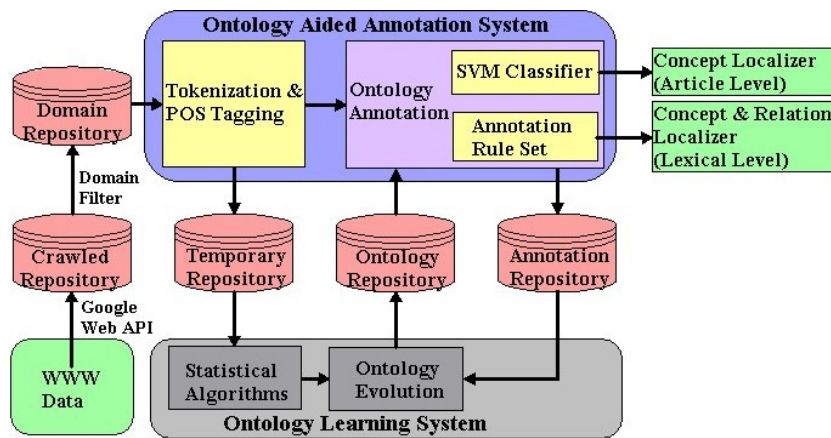 Ontology Aided Annotation System
Tokenization &
POS Tagging
Ontology
Annotation
SVM Classifier
Annotation
Rule Set
Concept Localizer
(Article Level)
Concept & Relation
Localizer
(Lexical Level)
Domain
Repository
Domain
Filter
Crawled
Repository
Temporary
Repository
Ontology
Repository
Annotation
Repository
Google
Web API
WWW
Data
Statistical
Algorithms
Ontology
Evolution
Ontology Learning System